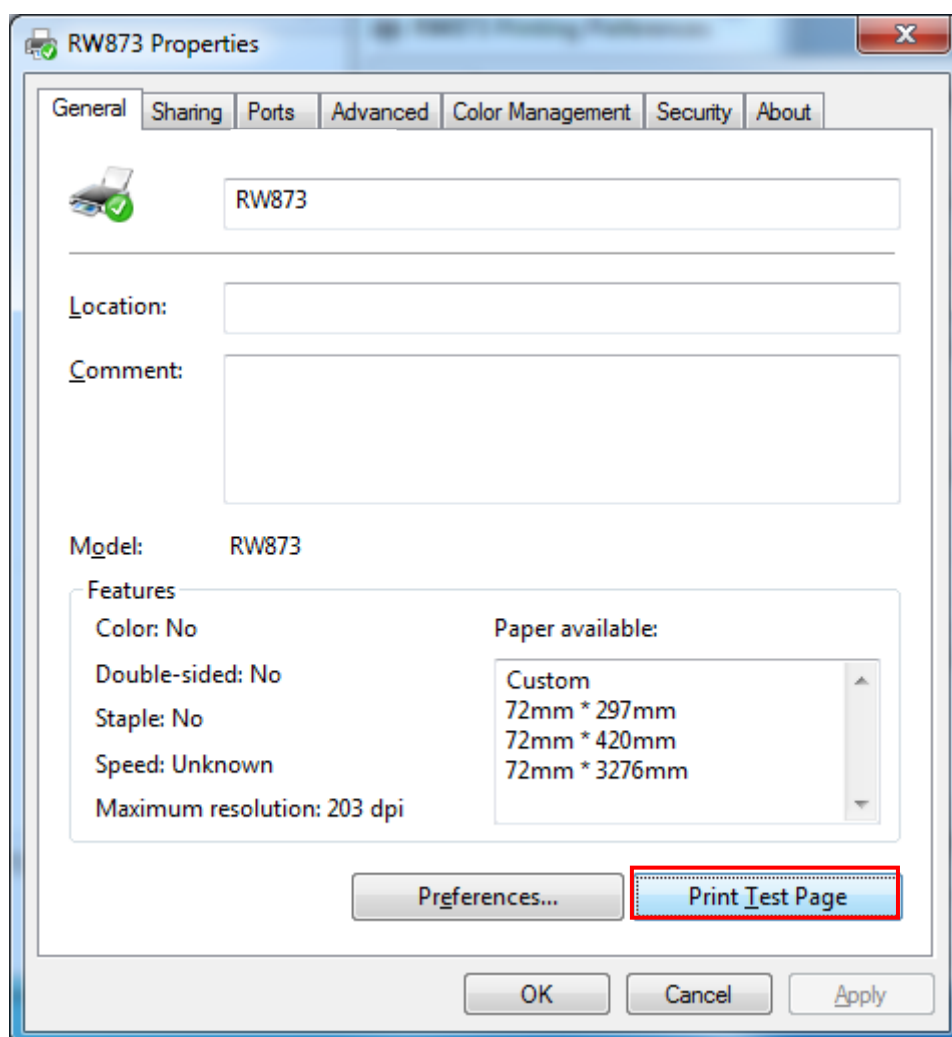 RW873 Properties
General Sharing Ports Advanced Color Management Security About
RW873
Location:
Comment:
Model: RW873
Features
Color: No
Double-sided: No
Staple: No
Speed: Unknown
Maximum resolution: 203 dpi
Paper available:
Custom
72mm * 297mm
72mm * 420mm
72mm * 3276mm
Preferences... Print Test Page
OK Cancel Apply